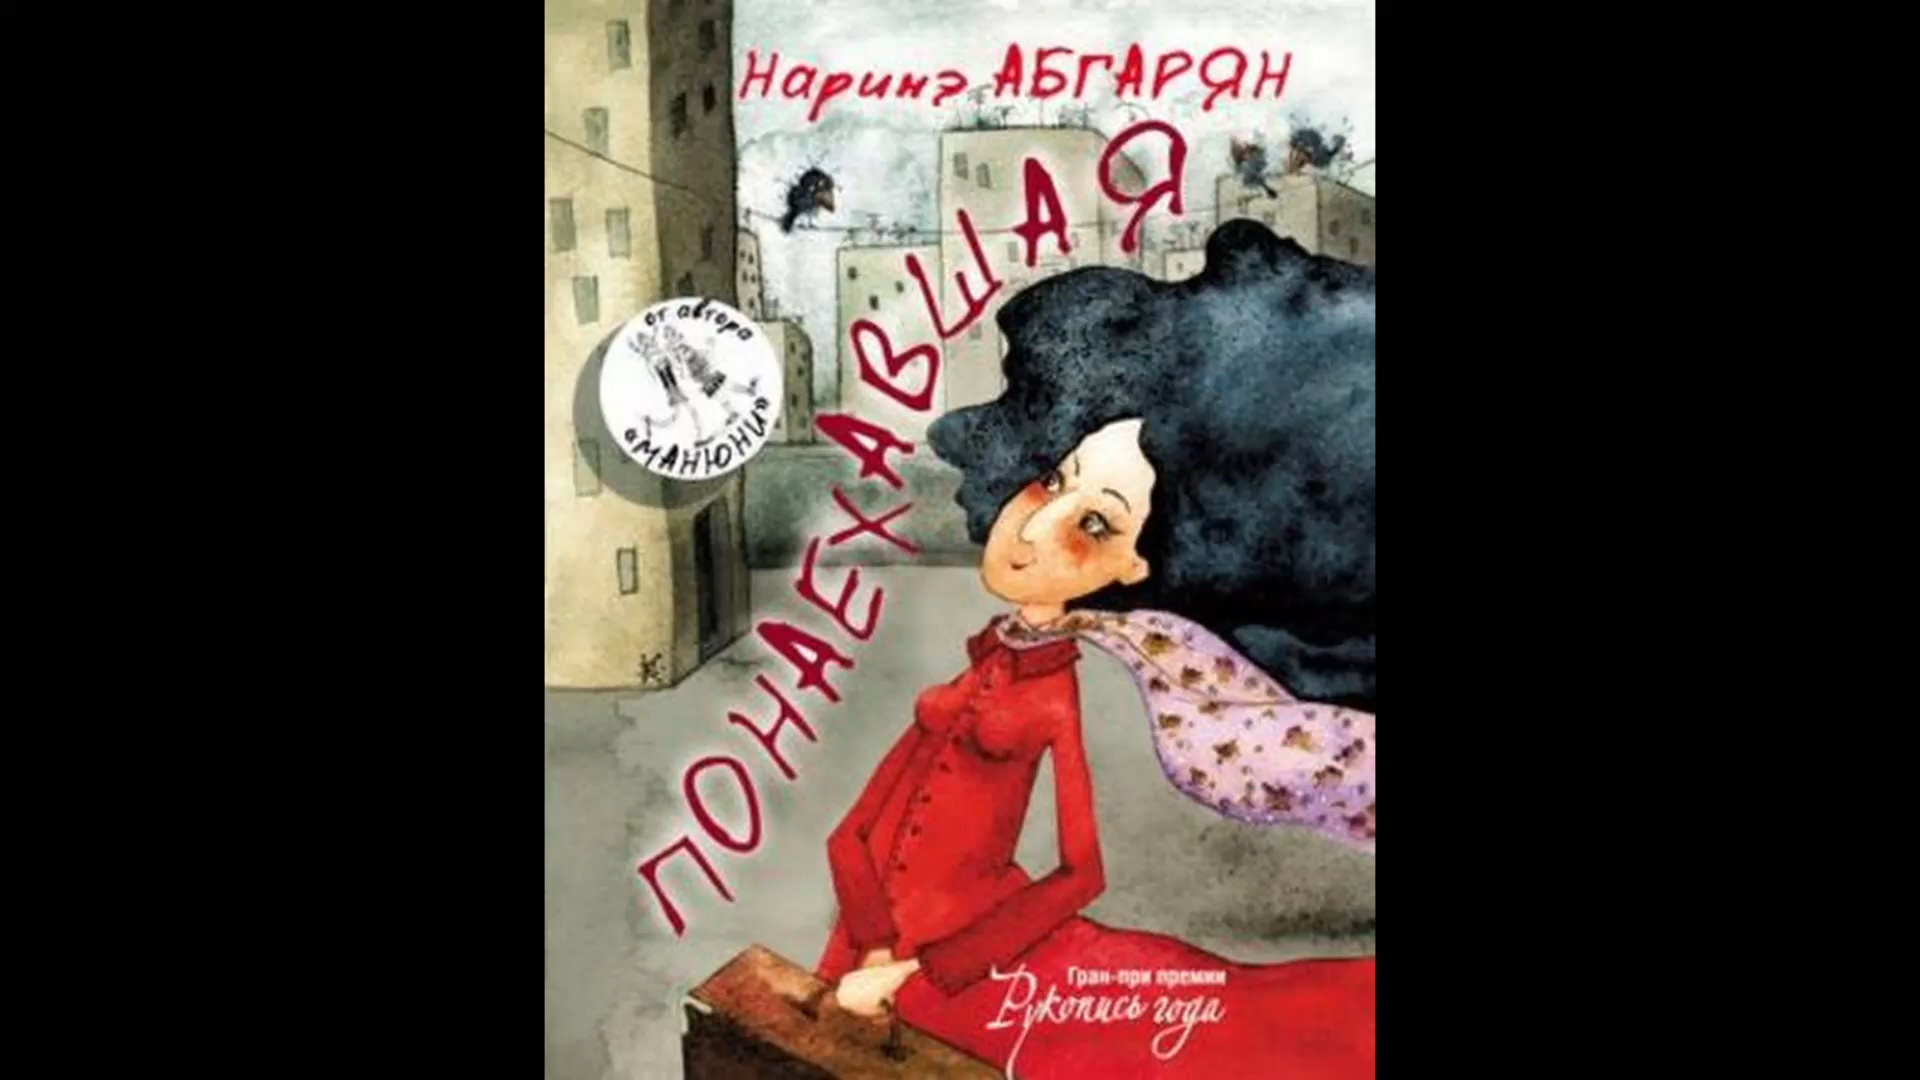 Наринэ АБГАРЯН
ПОНАЕХАВШАЯ
от автора
«МАНЮНИ»
К.
Гран-при премии
Рукопись года